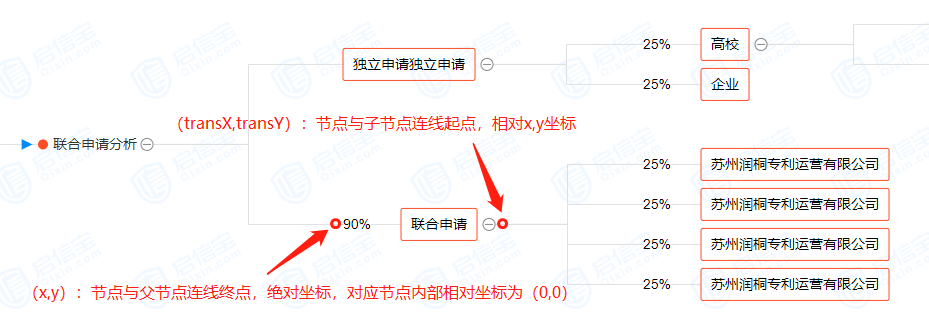 25%
高校
独立申请独立申请
25%
企业
(transX,transY)：节点与子节点连线起点，相对x,y坐标
联合申请分析
25%
苏州润桐专利运营有限公司
25%
苏州润桐专利运营有限公司
90%
联合申请
25%
苏州润桐专利运营有限公司
25%
苏州润桐专利运营有限公司
(x,y)：节点与父节点连线终点，绝对坐标，对应节点内部相对坐标为（0,0）
启信宝